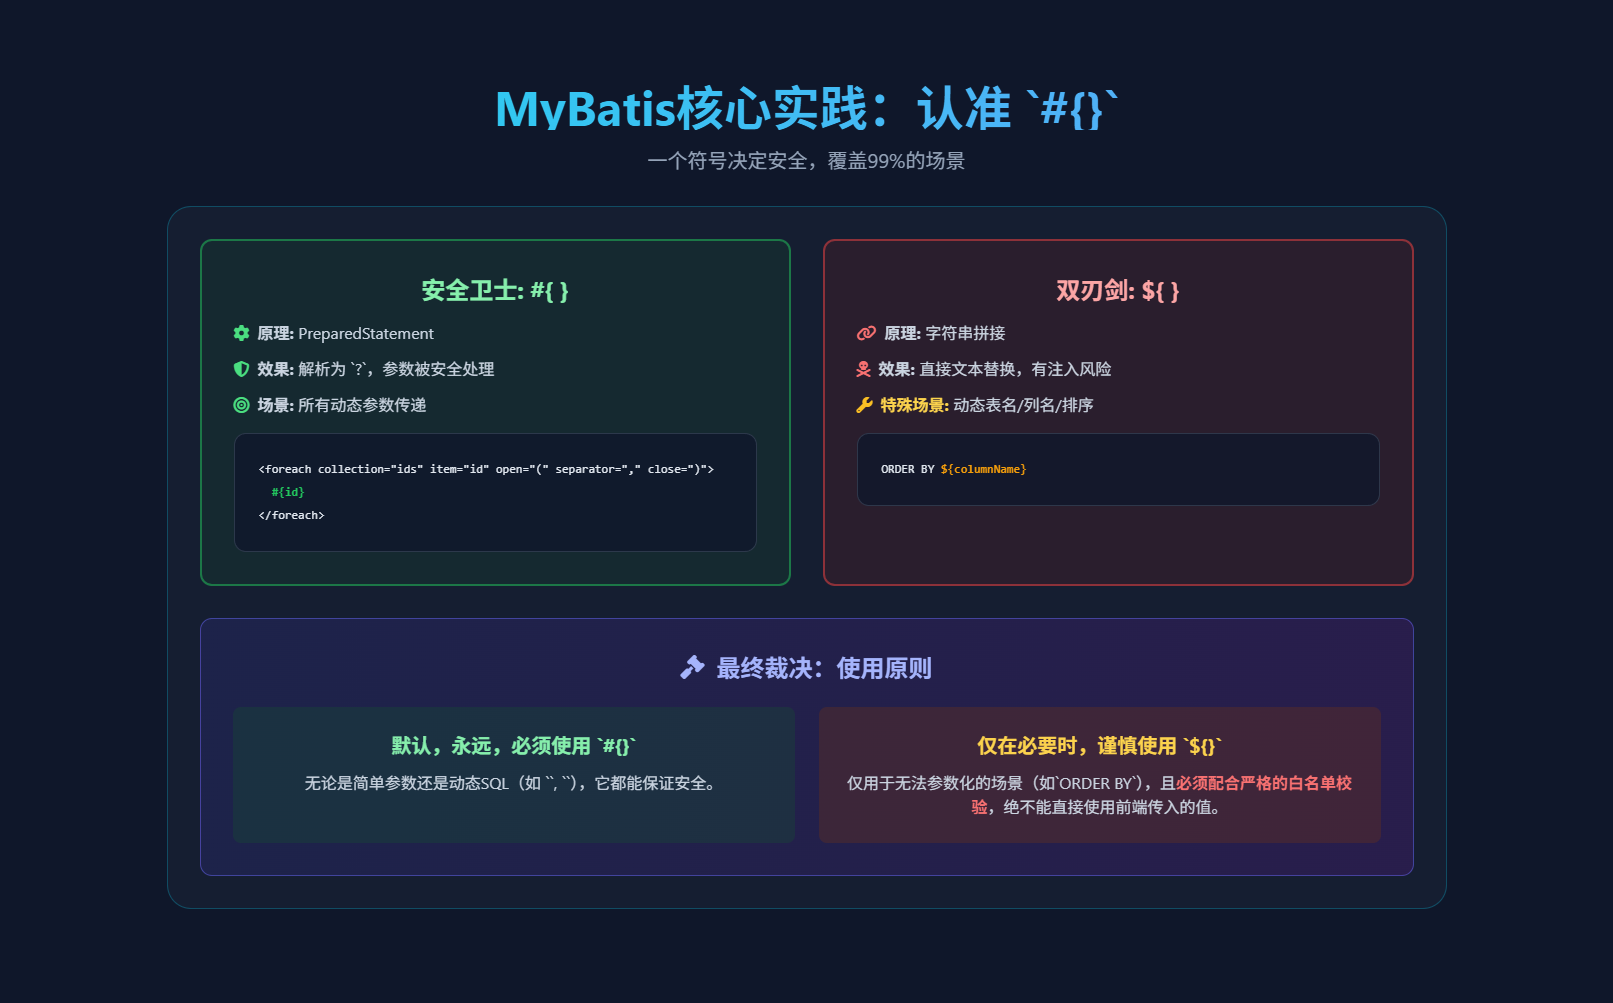 MyBatis核心实践：认准 `#{}`
一个符号决定安全，覆盖99%的场景
安全卫士: #{ }
原理: PreparedStatement
效果: 解析为 `?`，参数被安全处理
场景: 所有动态参数传递
<foreach collection="ids" item="id" open="(" separator="," close=")">
#{id}
</foreach>
双刃剑: ${ }
原理: 字符串拼接
效果: 直接文本替换，有注入风险
特殊场景: 动态表名/列名/排序
ORDER BY ${columnName}
最终裁决：使用原则
默认，永远，必须使用 `#{}`
无论是简单参数还是动态SQL（如 ``, ``），它都能保证安全。
仅在必要时，谨慎使用 `${}`
仅用于无法参数化的场景（如`ORDER BY`），且必须配合严格的白名单校
验，绝不能直接使用前端传入的值。